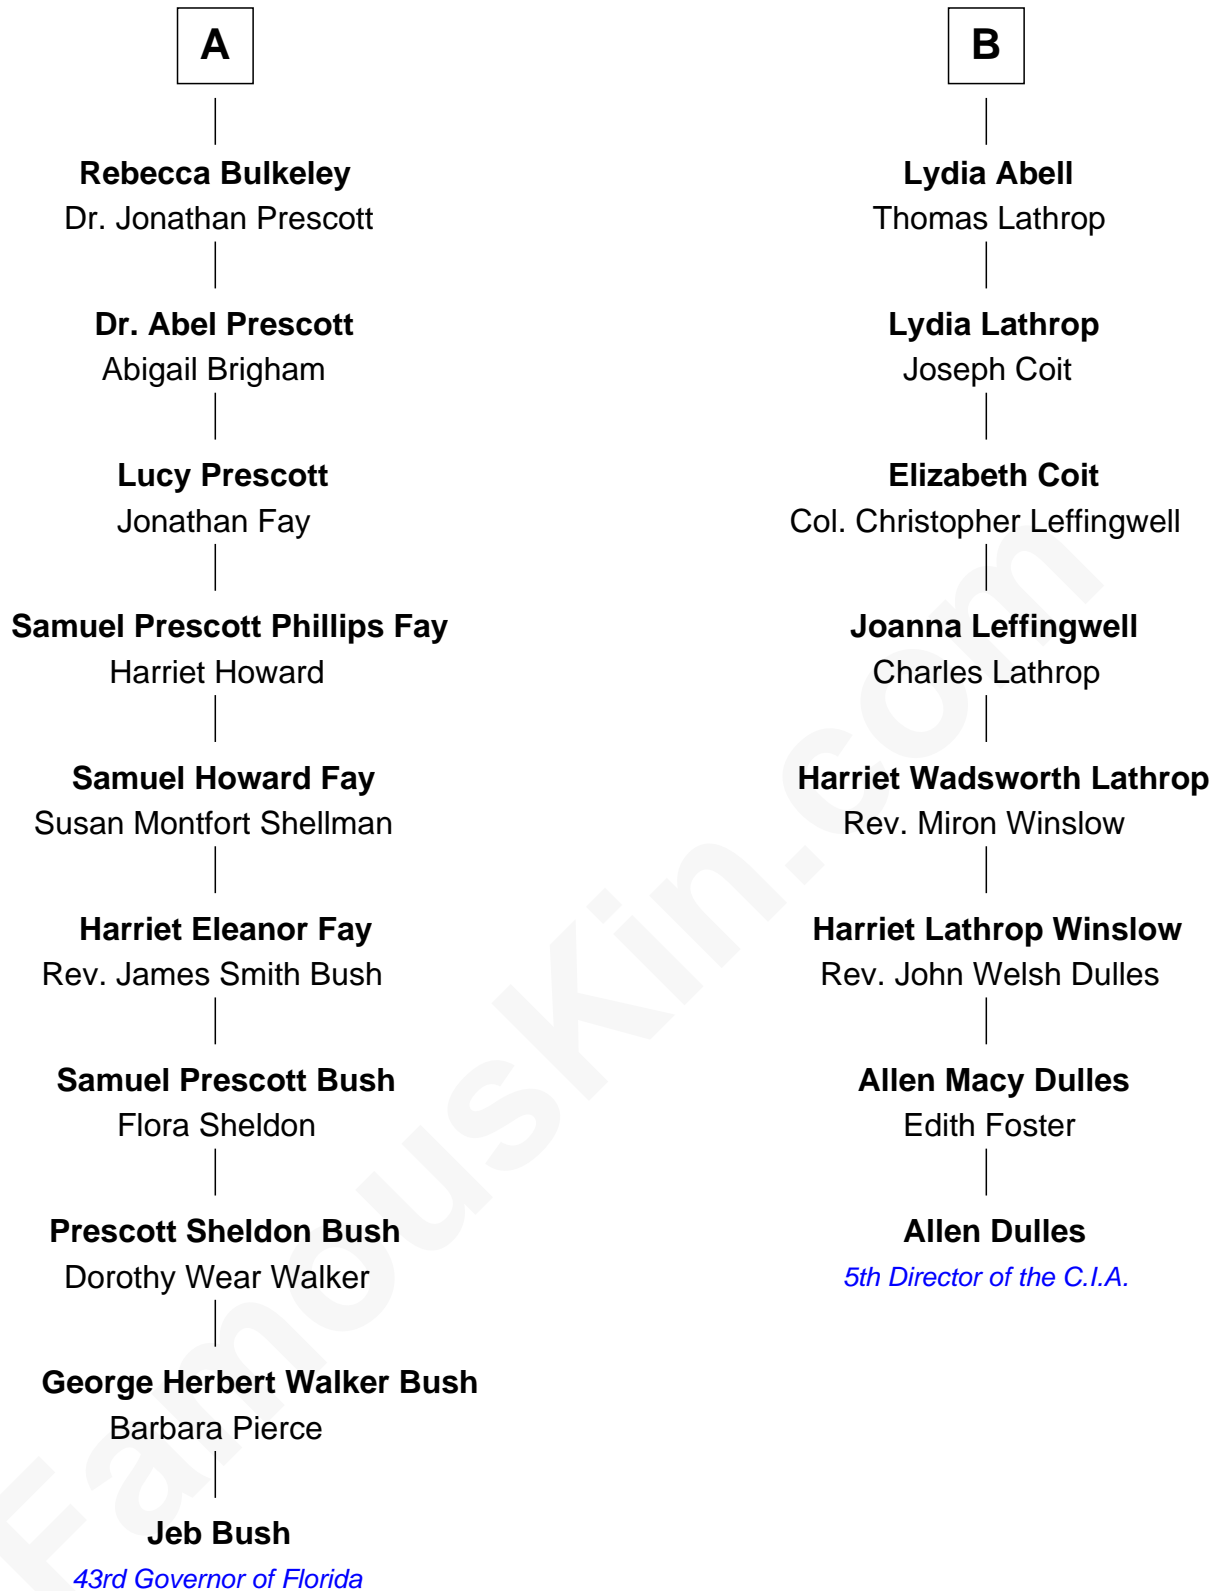 A
Rebecca Bulkeley
Dr. Jonathan Prescott
Dr. Abel Prescott
Abigail Brigham
Lucy Prescott
Jonathan Fay
Samuel Prescott Phillips Fay
Harriet Howard
Samuel Howard Fay
Susan Montfort Shellman
Harriet Eleanor Fay
Rev. James Smith Bush
Samuel Prescott Bush
Flora Sheldon
Prescott Sheldon Bush
Dorothy Wear Walker
George Herbert Walker Bush
Barbara Pierce
Jeb Bush
43rd Governor of Florida
B
Lydia Abell
Thomas Lathrop
Lydia Lathrop
Joseph Coit
Elizabeth Coit
Col. Christopher Leffingwell
Joanna Leffingwell
Charles Lathrop
Harriet Wadsworth Lathrop
Rev. Miron Winslow
Harriet Lathrop Winslow
Rev. John Welsh Dulles
Allen Macy Dulles
Edith Foster
Allen Dulles
5th Director of the C.I.A.
FamousKin.com